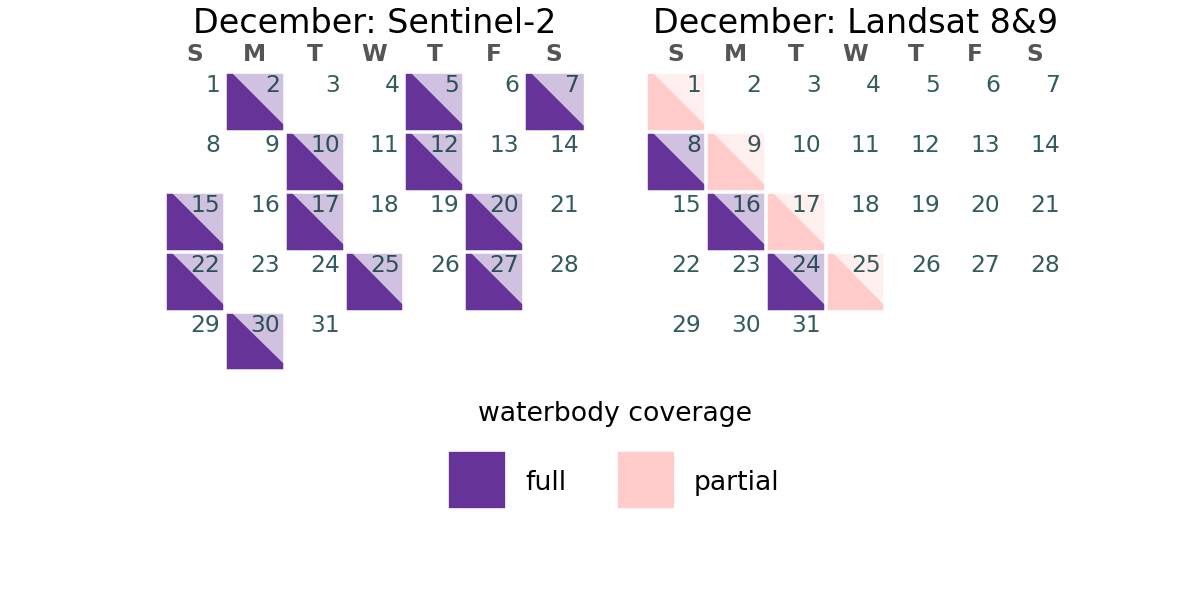 December: Sentinel-2
S M T W T F S
1 2 3 4 5 6 7
8 9 10 11 12 13 14
15 16 17 18 19 20 21
22 23 24 25 26 27 28
29 30 31
December: Landsat 8&9
S M T W T F S
1 2 3 4 5 6 7
8 9 10 11 12 13 14
15 16 17 18 19 20 21
22 23 24 25 26 27 28
29 30 31
waterbody coverage
full
partial